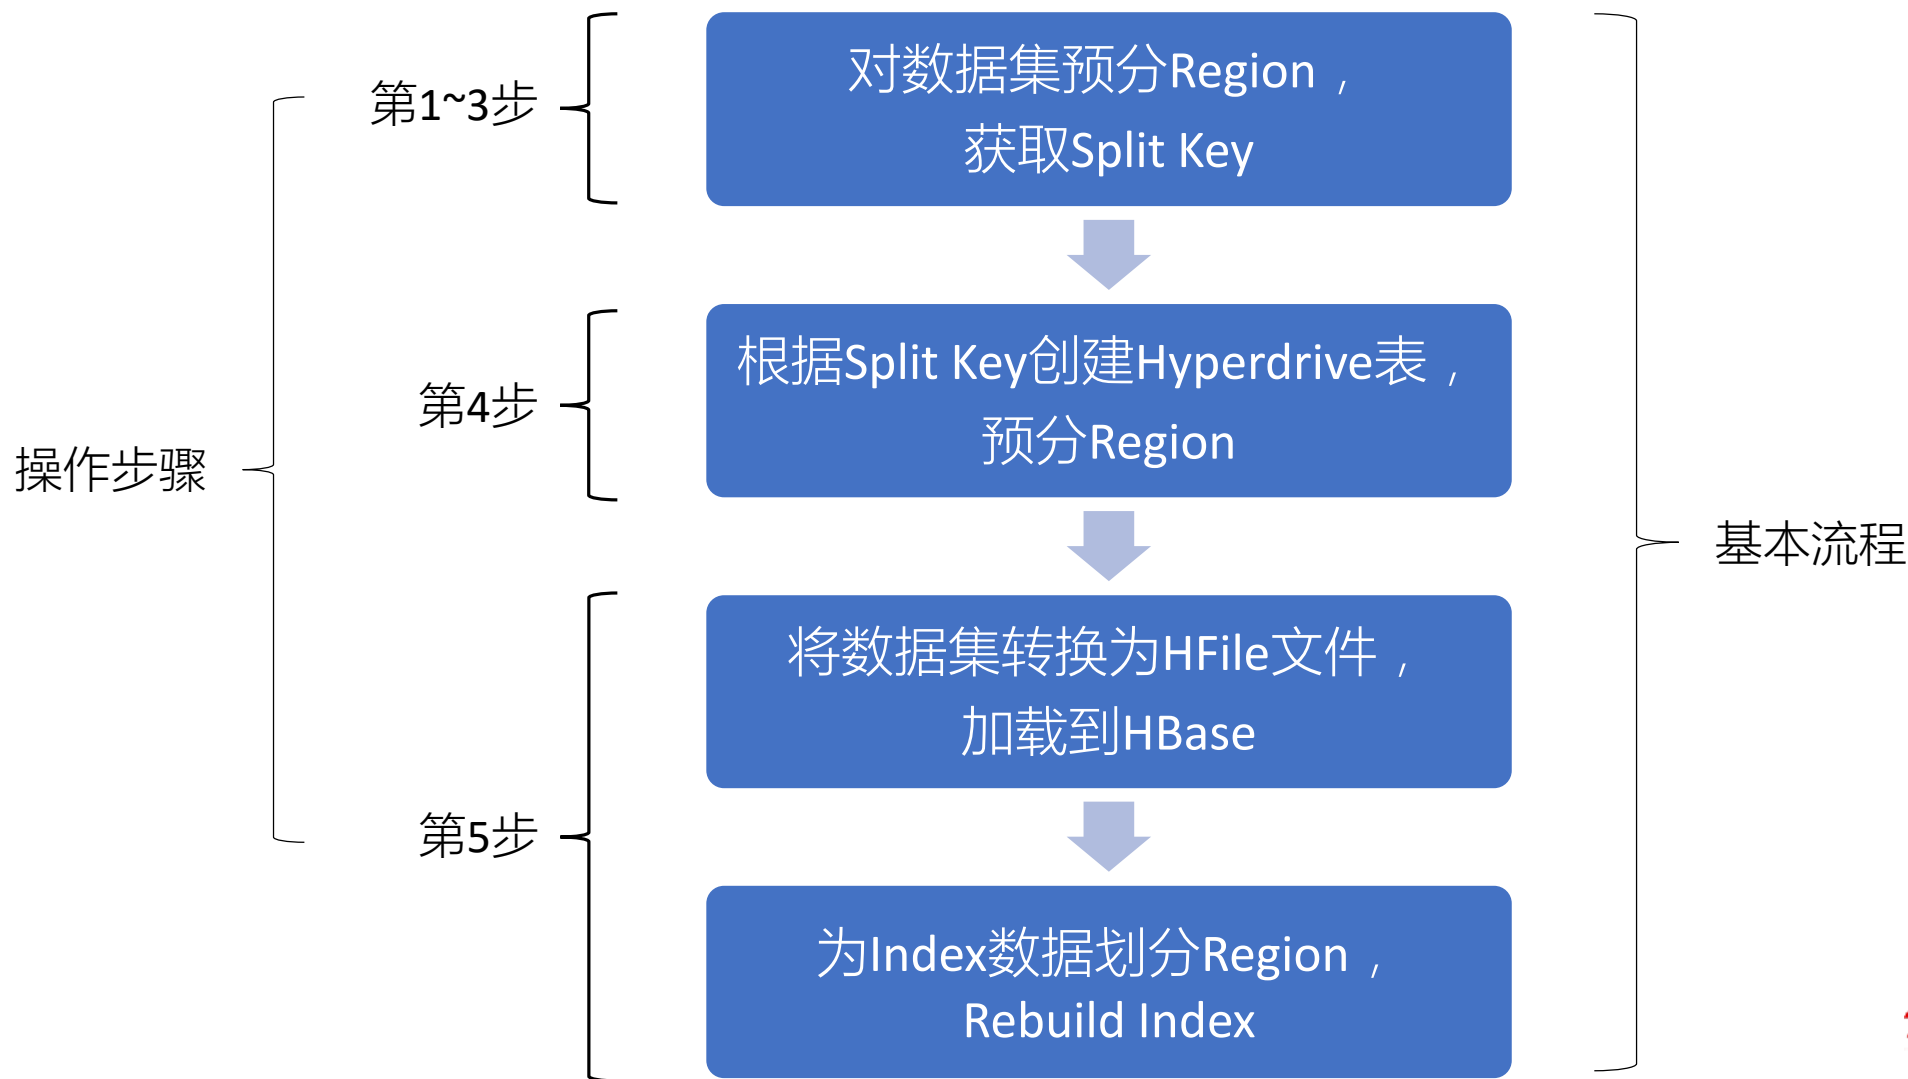 操作步骤
第1~3步
对数据集预分Region，
获取Split Key
第4步
根据Split Key创建Hyperdrive表，
预分Region
第5步
将数据集转换为HFile文件，
加载到HBase
为Index数据划分Region，
Rebuild Index
基本流程